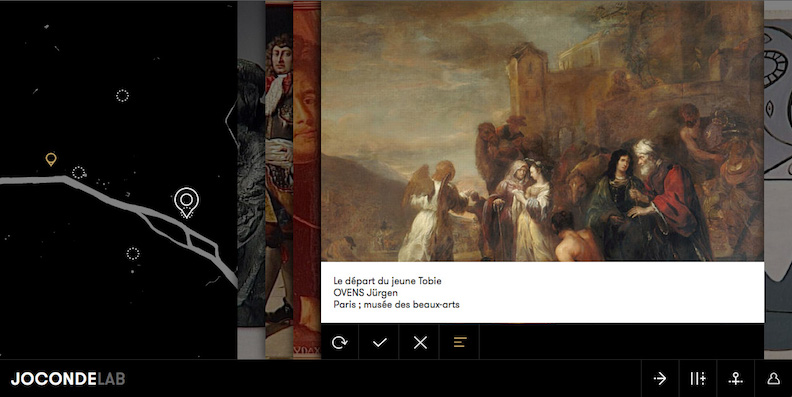 Le départ du jeune Tobie
OVENS Jürgen
Paris ; musée des beaux-arts
JOCONDELAB